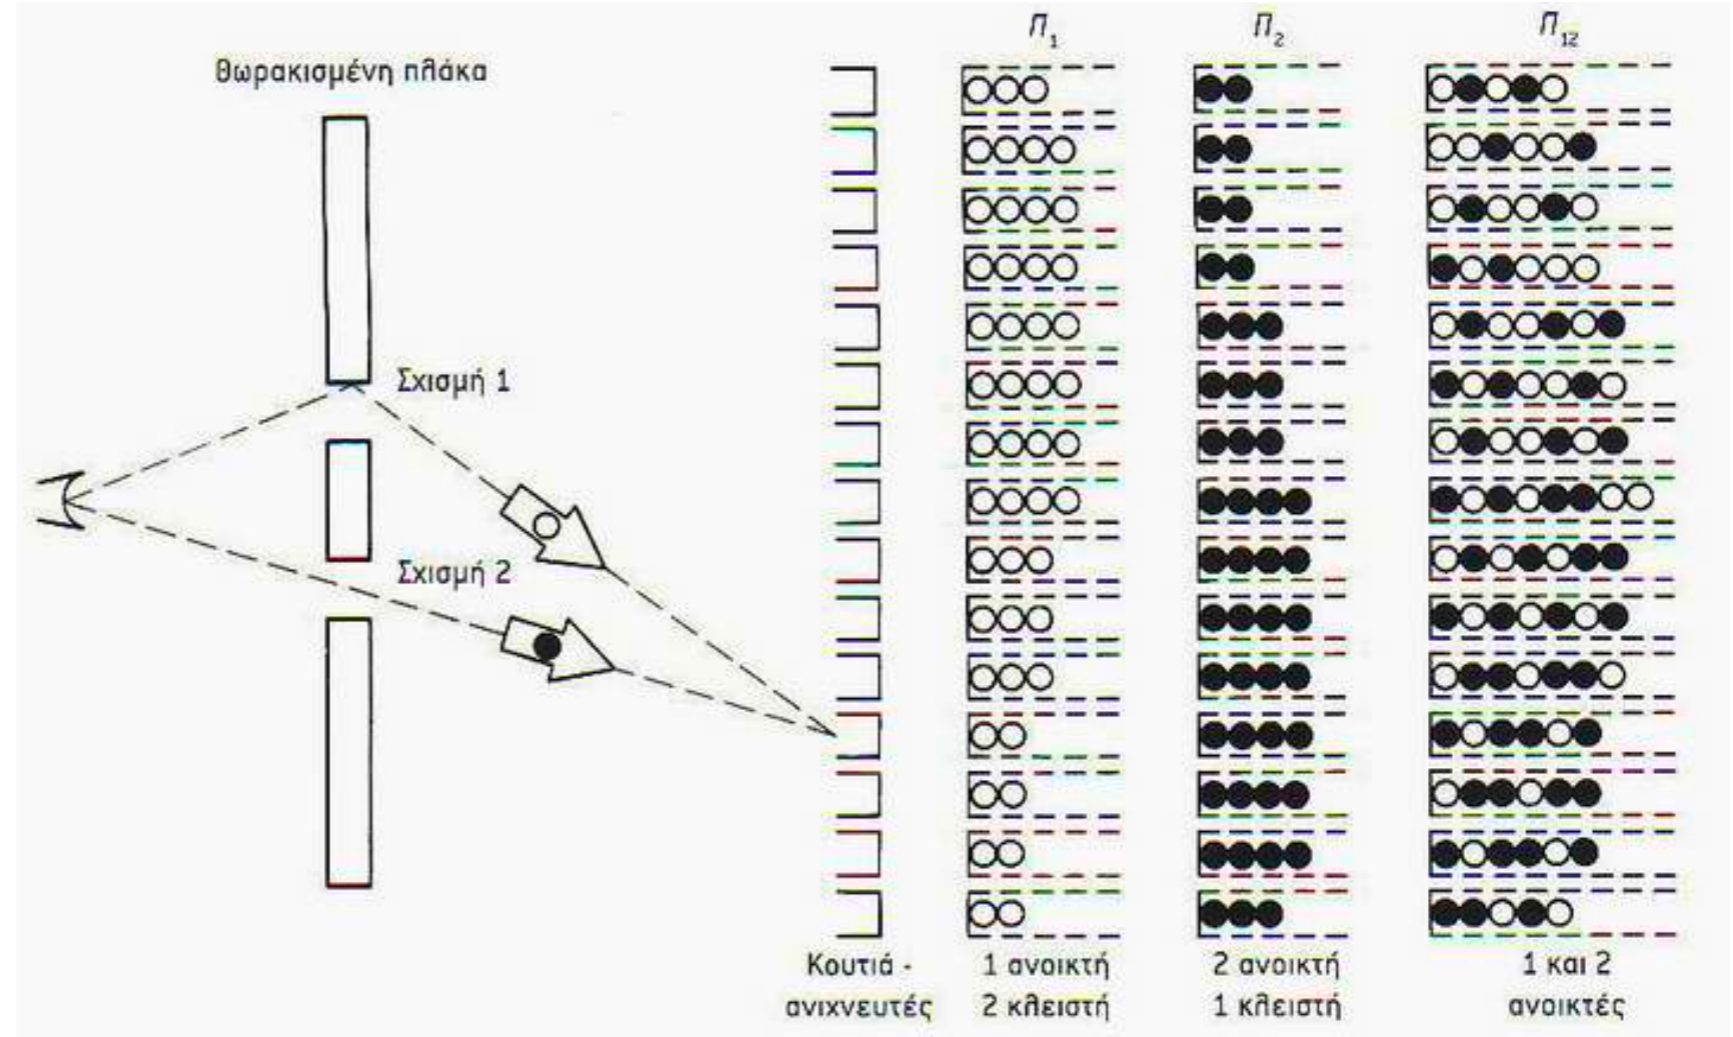 Π₁
Π₂
Π₁₂
Θωρακισμένη πλάκα
Σχισμή 1
Σχισμή 2
Κουτιά -
ανιχνευτές
1 ανοικτή
2 κλειστή
2 ανοικτή
1 κλειστή
1 και 2
ανοικτές